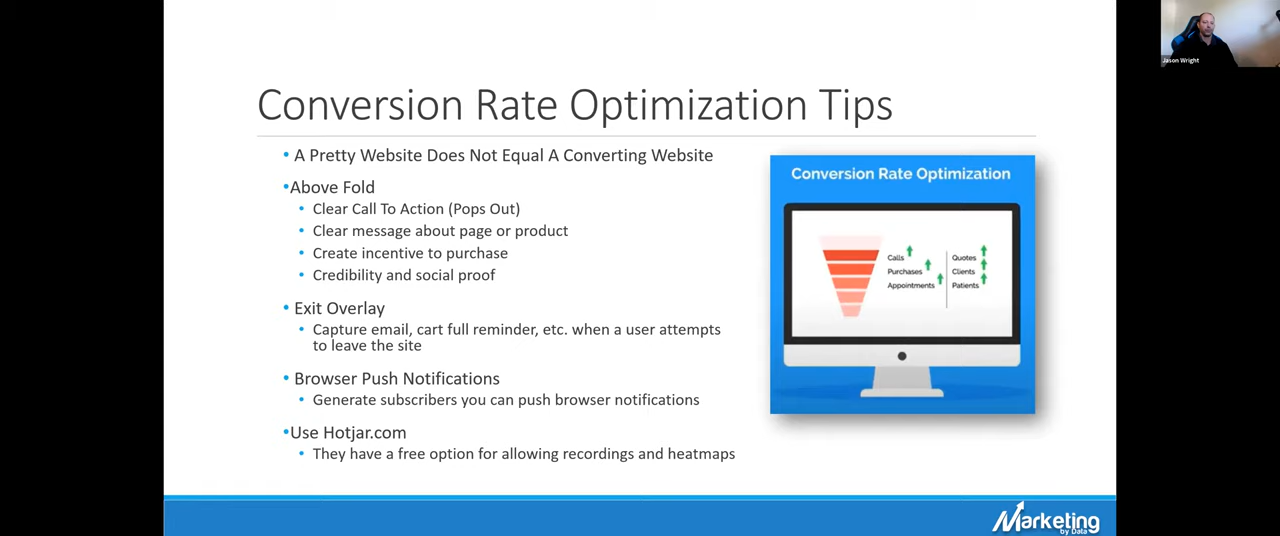 Jason Wright
Conversion Rate Optimization Tips
• A Pretty Website Does Not Equal A Converting Website
•Above Fold
• Clear Call To Action (Pops Out)
• Clear message about page or product
• Create incentive to purchase
• Credibility and social proof
• Exit Overlay
• Capture email, cart full reminder, etc. when a user attempts
to leave the site
• Browser Push Notifications
• Generate subscribers you can push browser notifications
•Use Hotjar.com
• They have a free option for allowing recordings and heatmaps
Conversion Rate Optimization
Calls
Purchases
Appointments
Quotes
Clients
Patients
Marketing
by Data